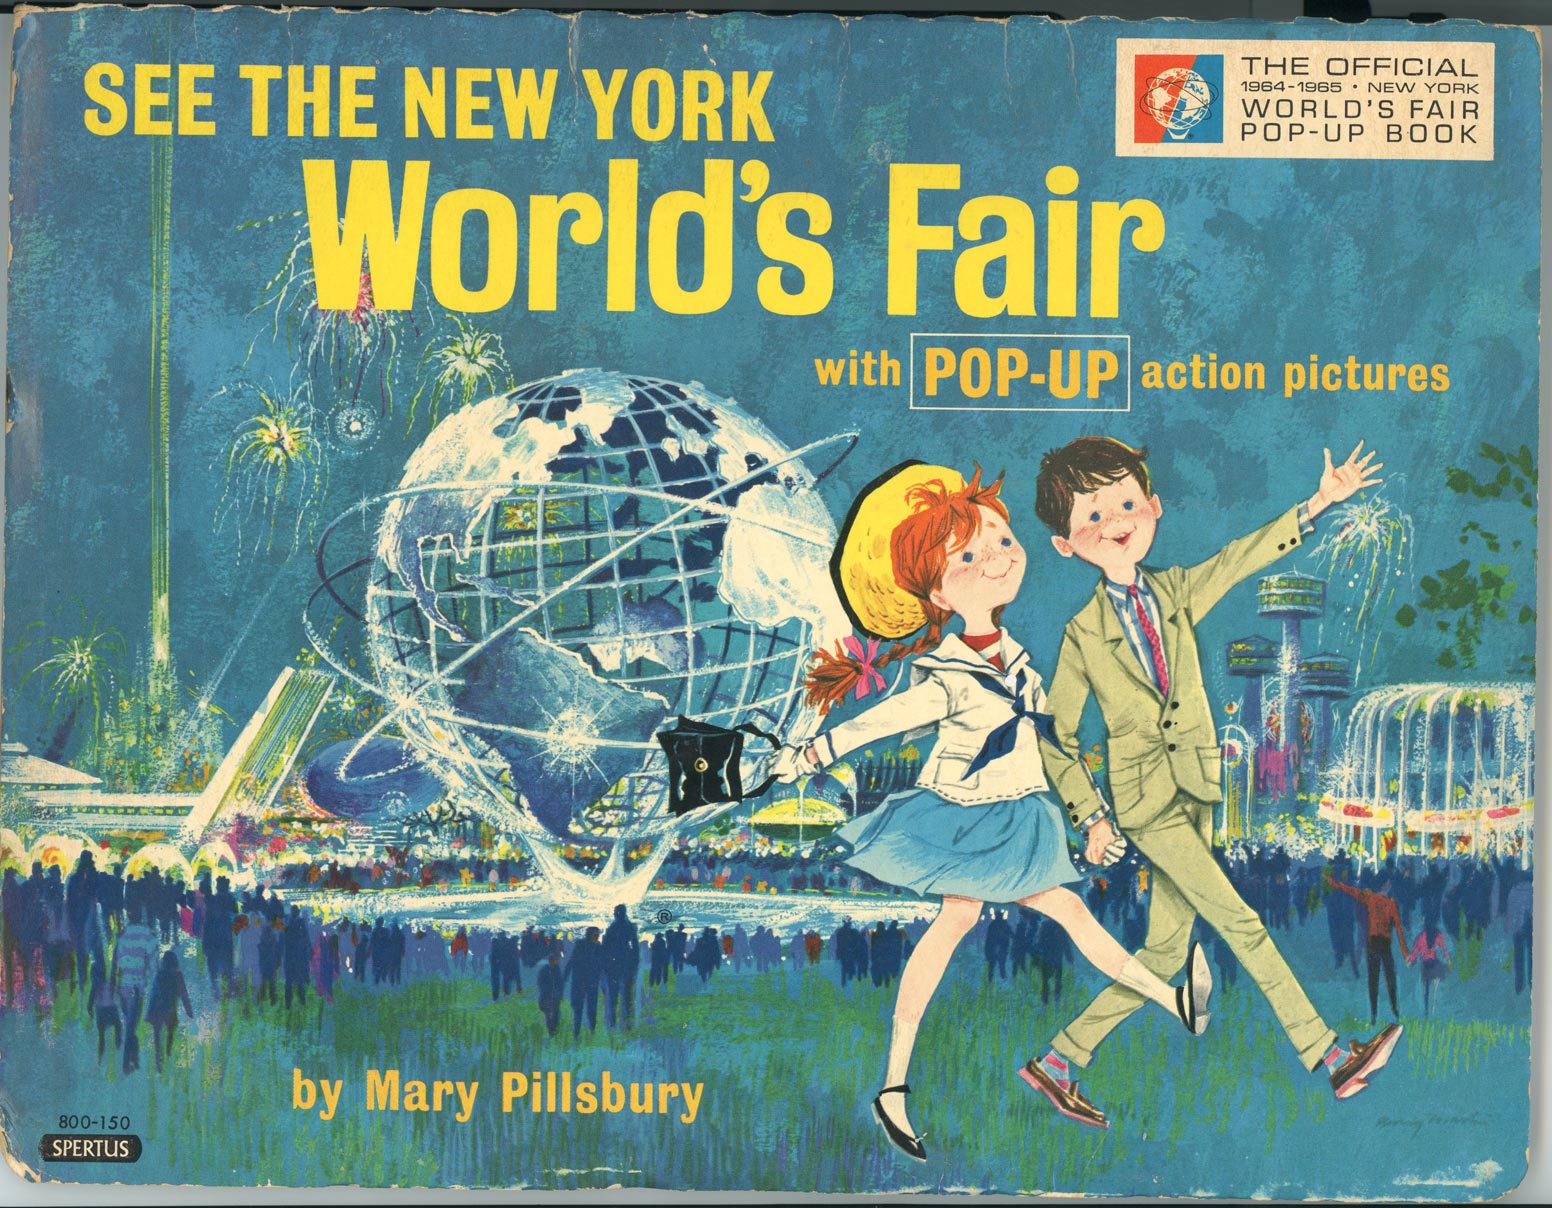 SEE THE NEW YORK
World's Fair
with POP-UP action pictures
THE OFFICIAL
1964-1965 • NEW YORK
WORLD'S FAIR
POP-UP BOOK
®
by Mary Pillsbury
800-150
SPERTUS